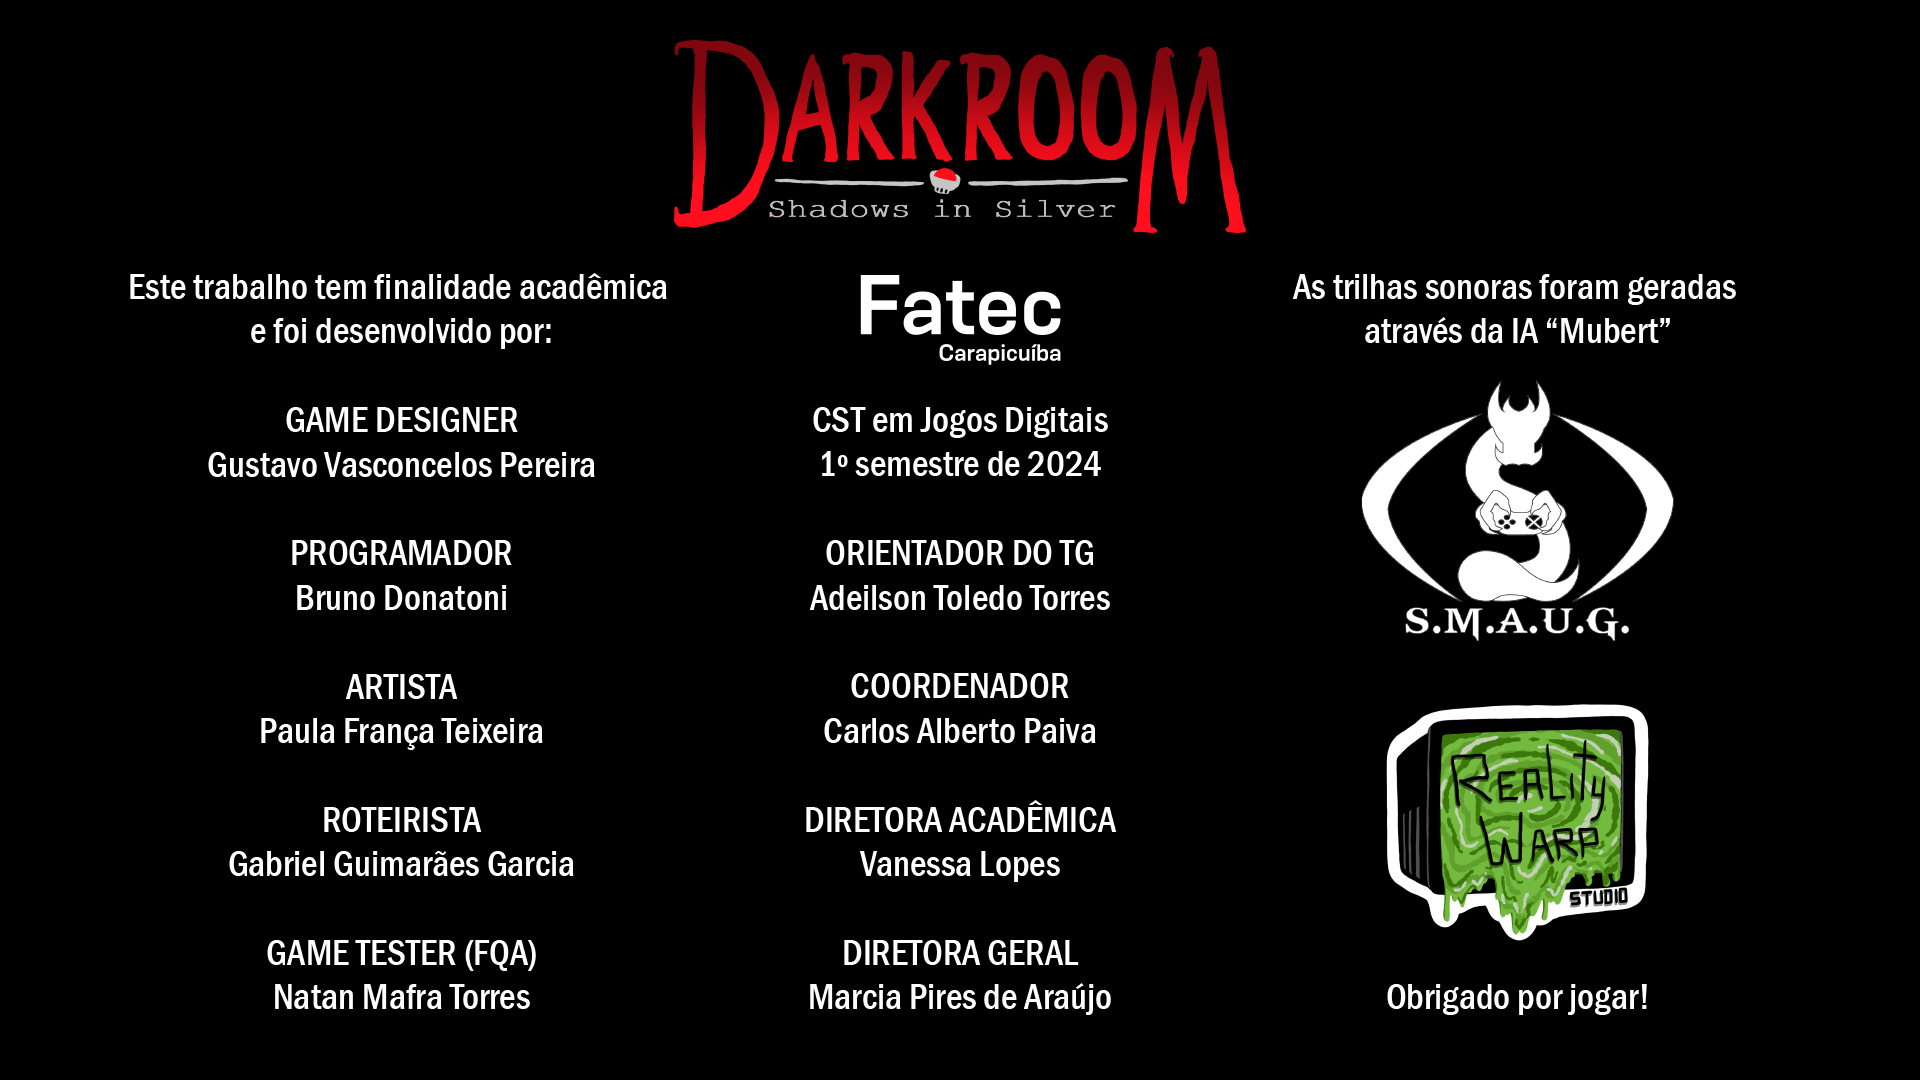 DARKROOM
Shadows in Silver
Este trabalho tem finalidade acadêmica
e foi desenvolvido por:
GAME DESIGNER
Gustavo Vasconcelos Pereira
PROGRAMADOR
Bruno Donatoni
ARTISTA
Paula França Teixeira
ROTEIRISTA
Gabriel Guimarães Garcia
GAME TESTER (FQA)
Natan Mafra Torres
Fatec
Carapicuíba
CST em Jogos Digitais
1º semestre de 2024
ORIENTADOR DO TG
Adeilson Toledo Torres
COORDENADOR
Carlos Alberto Paiva
DIRETORA ACADÊMICA
Vanessa Lopes
DIRETORA GERAL
Marcia Pires de Araújo
As trilhas sonoras foram geradas
através da IA “Mubert”
S.M.A.U.G.
REALITY
WARP
STUDIO
Obrigado por jogar!